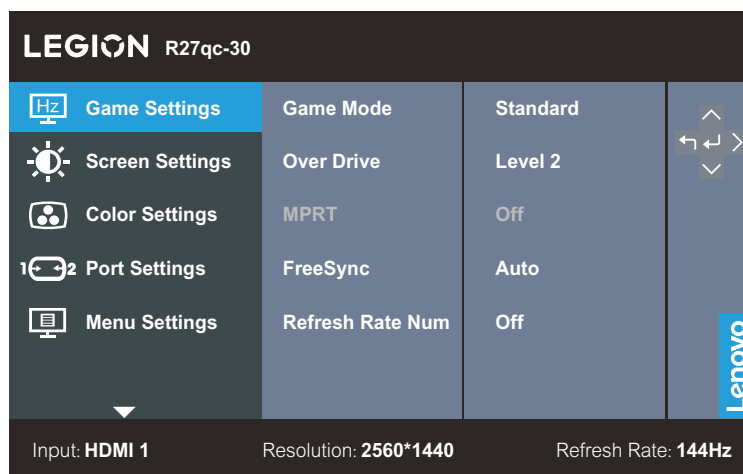 LEGION R27qc-30
Hz Game Settings Game Mode Standard
Screen Settings Over Drive Level 2
Color Settings MPRT Off
1 2 Port Settings FreeSync Auto
Menu Settings Refresh Rate Num Off
Lenovo
Input: HDMI 1 Resolution: 2560*1440 Refresh Rate: 144Hz